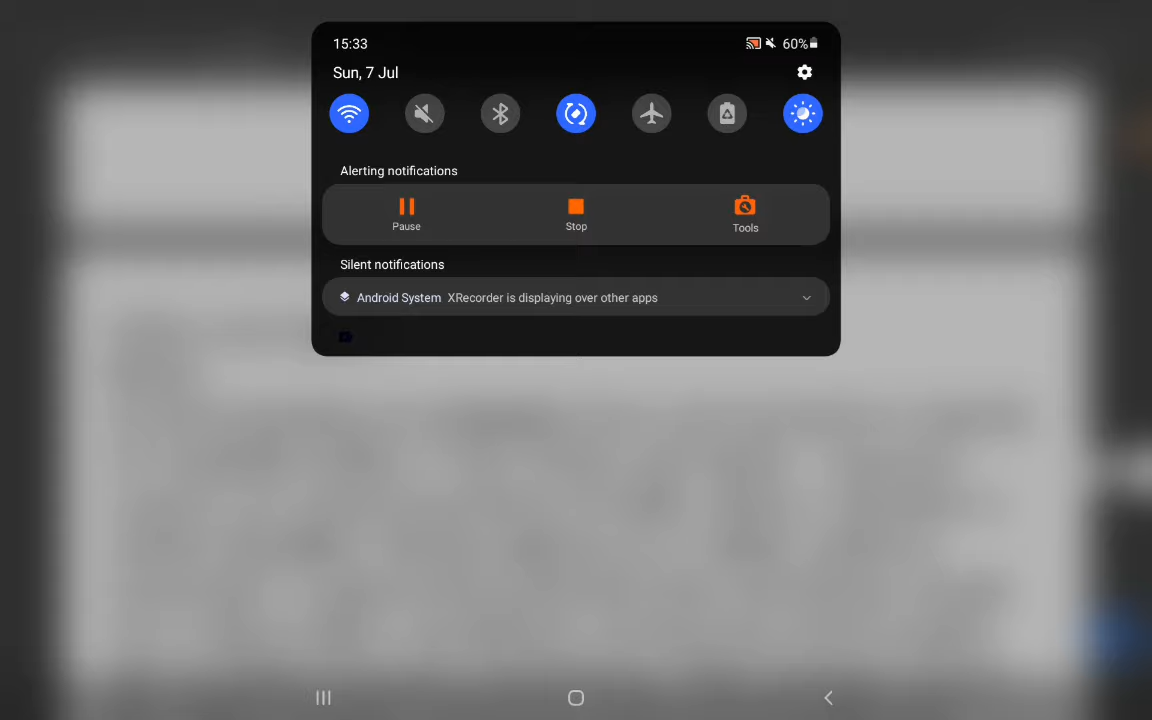 15:33
60%
Sun, 7 Jul
Alerting notifications
Pause
Stop
Tools
Silent notifications
Android System XRecorder is displaying over other apps